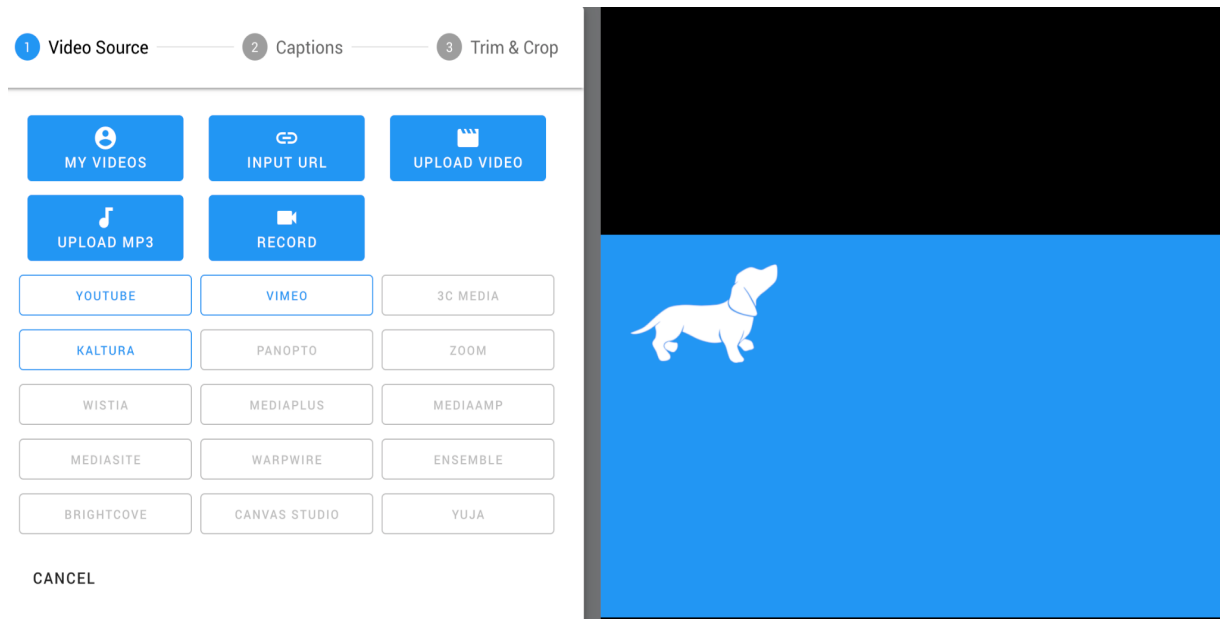 1 Video Source 2 Captions 3 Trim & Crop
MY VIDEOS INPUT URL UPLOAD VIDEO
UPLOAD MP3 RECORD
YOUTUBE VIMEO 3C MEDIA
KALTURA PANOPTO ZOOM
WISTIA MEDIAPLUS MEDIAAMP
MEDIASITE WARPWIRE ENSEMBLE
BRIGHTCOVE CANVAS STUDIO YUJA
CANCEL